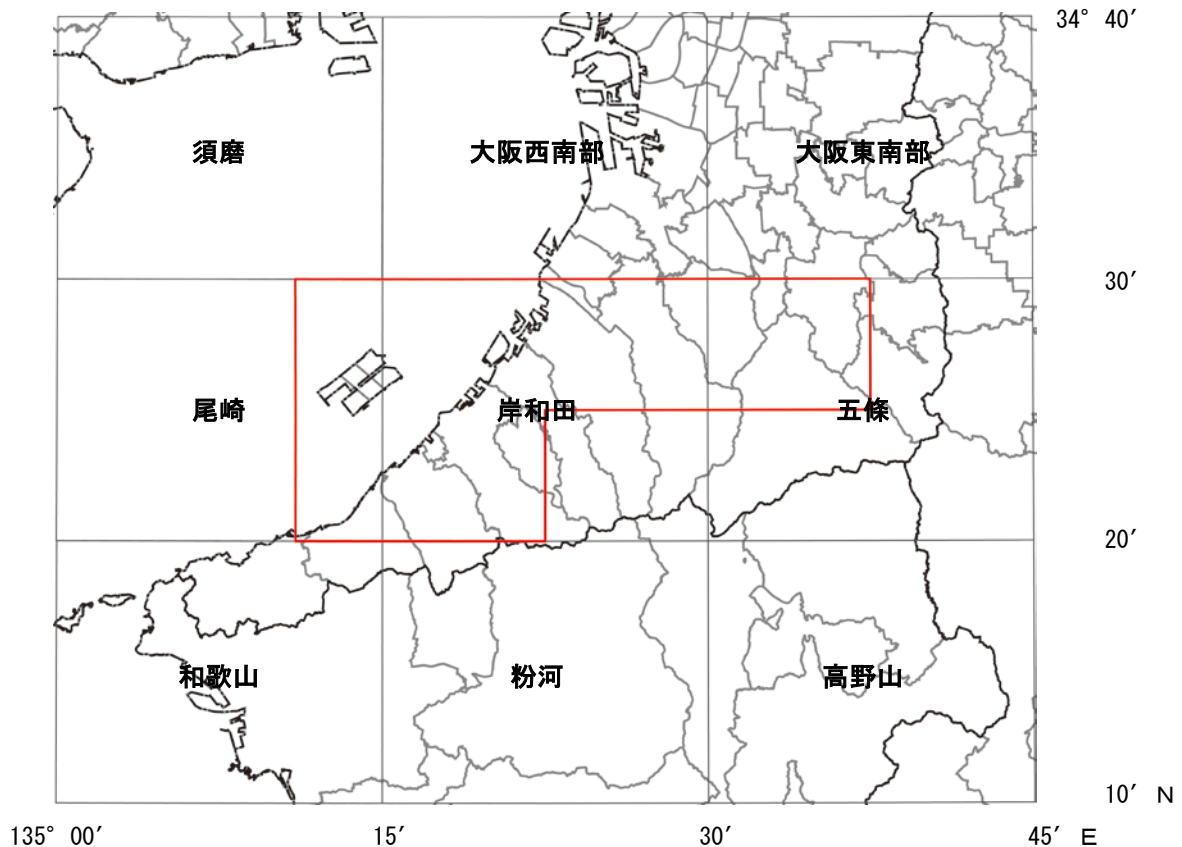 34° 40′
須磨
大阪西南部
大阪東南部
30′
尾崎
岸和田
五條
20′
和歌山
粉河
高野山
10′ N
135° 00′
15′
30′
45′ E